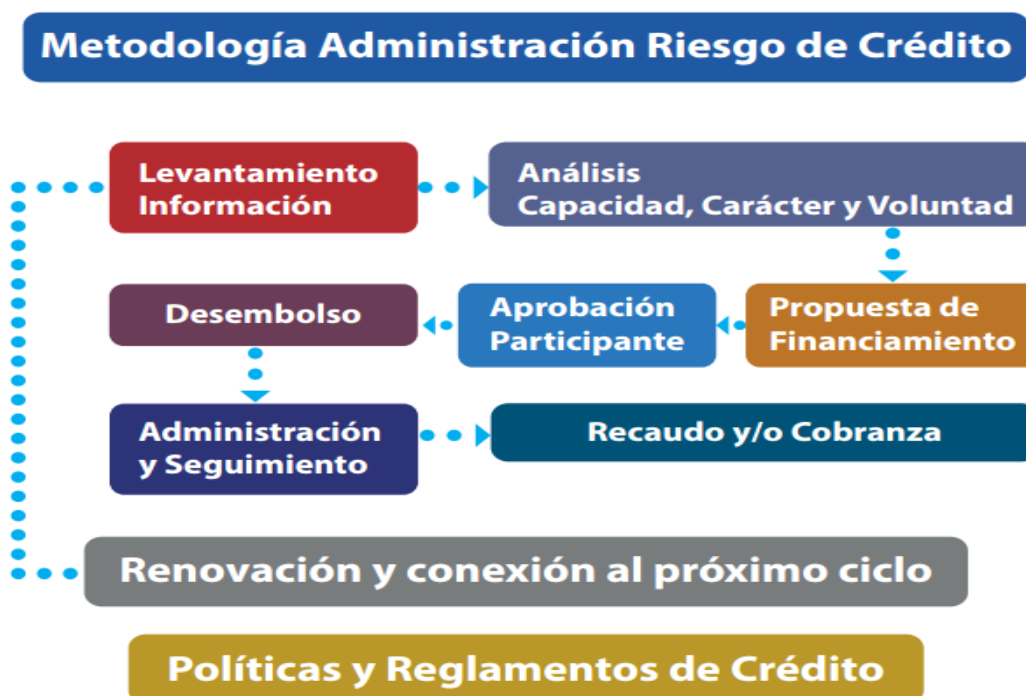 Metodología Administración Riesgo de Crédito
Levantamiento
Información
Análisis
Capacidad, Carácter y Voluntad
Desembolso
Aprobación
Participante
Propuesta de
Financiamiento
Administración
y Seguimiento
Recaudo y/o Cobranza
Renovación y conexión al próximo ciclo
Políticas y Reglamentos de Crédito